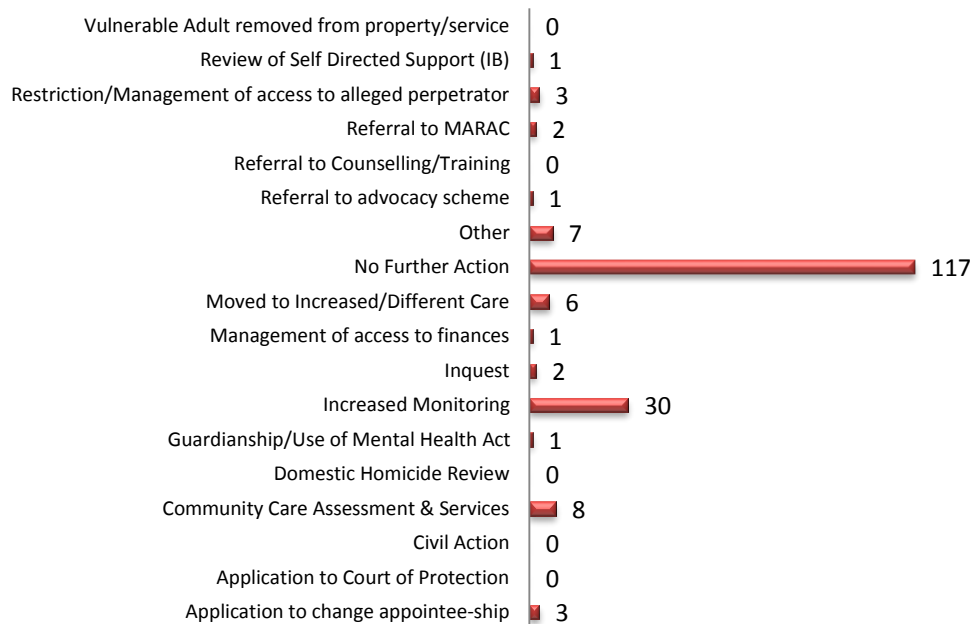 Vulnerable Adult removed from property/service 0
Review of Self Directed Support (IB) 1
Restriction/Management of access to alleged perpetrator 3
Referral to MARAC 2
Referral to Counselling/Training 0
Referral to advocacy scheme 1
Other 7
No Further Action 117
Moved to Increased/Different Care 6
Management of access to finances 1
Inquest 2
Increased Monitoring 30
Guardianship/Use of Mental Health Act 1
Domestic Homicide Review 0
Community Care Assessment & Services 8
Civil Action 0
Application to Court of Protection 0
Application to change appointee-ship 3